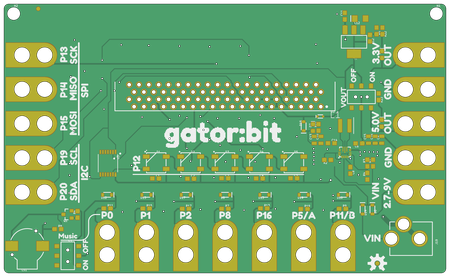 P13 SCK
P14 MISO
P15 MOSI
SPI
P19 SCL
P20 SDA
I2C
3.3V OUT
OFF
ON
GND
VOUT
5.0V OUT
GND
VIN 2.7-9V
gator:bit
P12
P0
P1
P2
P8
P16
P5/A
P11/B
Music
OFF
ON
VIN